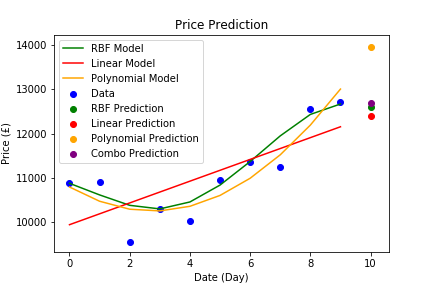 Price Prediction
14000
13000
12000
11000
10000
Price (£)
RBF Model
Linear Model
Polynomial Model
Data
RBF Prediction
Linear Prediction
Polynomial Prediction
Combo Prediction
0 2 4 6 8 10
Date (Day)